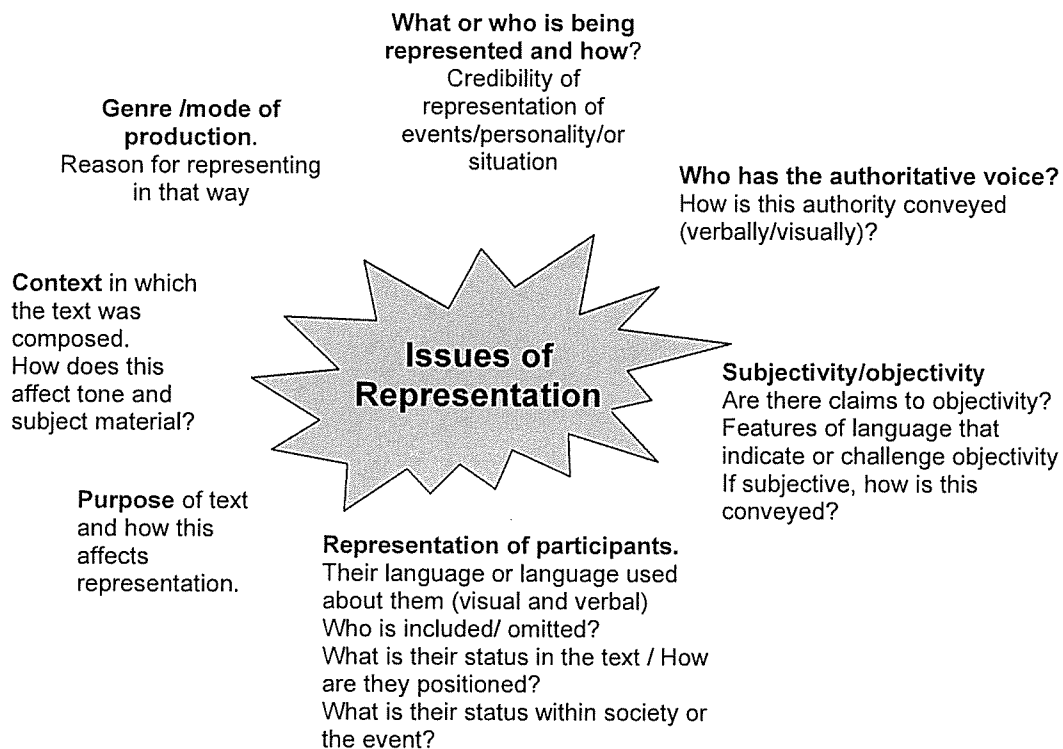 What or who is being
represented and how?
Credibility of
representation of
events/personality/or
situation
Genre /mode of
production.
Reason for representing
in that way
Who has the authoritative voice?
How is this authority conveyed
(verbally/visually)?
Context in which
the text was
composed.
How does this
affect tone and
subject material?
Issues of
Representation
Subjectivity/objectivity
Are there claims to objectivity?
Features of language that
indicate or challenge objectivity
If subjective, how is this
conveyed?
Purpose of text
and how this
affects
representation.
Representation of participants.
Their language or language used
about them (visual and verbal)
Who is included/ omitted?
What is their status in the text / How
are they positioned?
What is their status within society or
the event?